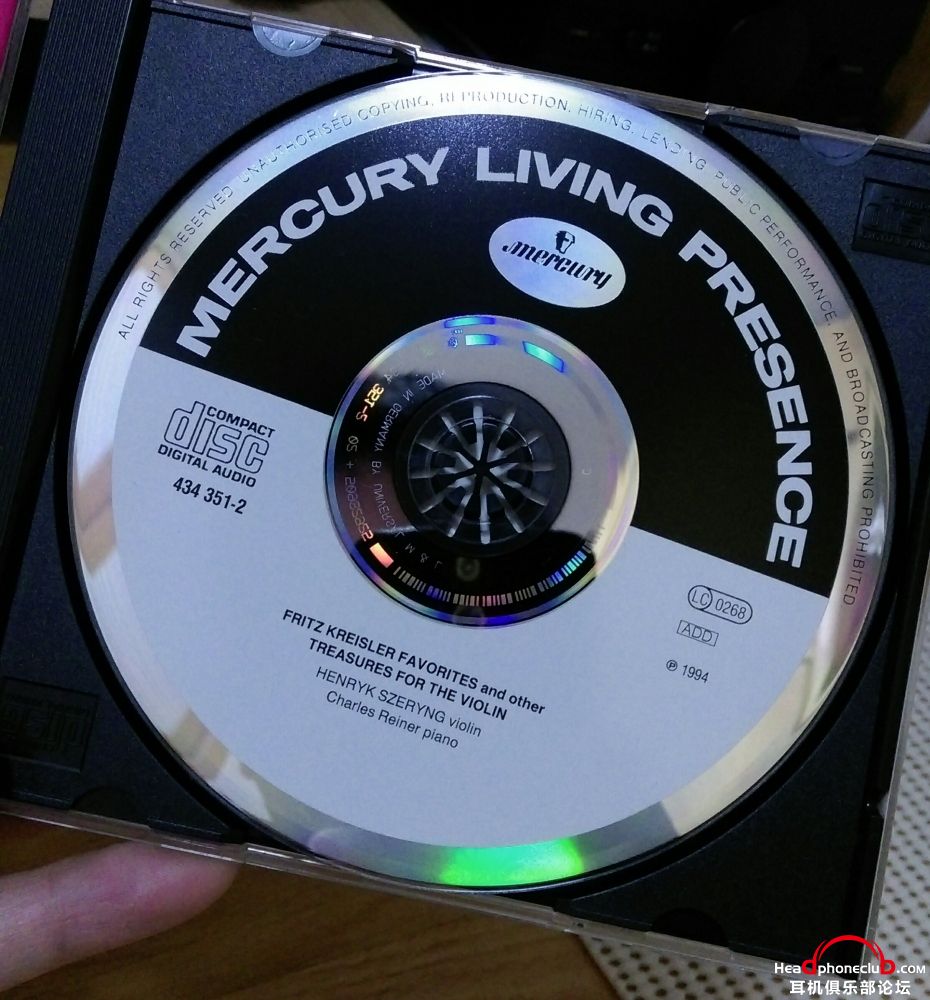 ALL RIGHTS RESERVED UNAUTHORISED COPYING, REPRODUCTION, HIRING, LENDING, PUBLIC PERFORMANCE, AND BROADCASTING PROHIBITED
MERCURY LIVING PRESENCE
mercury
COMPACT
disc
DIGITAL AUDIO
434 351-2
MADE IN GERMANY BY
LC 0268
ADD
℗ 1994
FRITZ KREISLER FAVORITES and other
TREASURES FOR THE VIOLIN
HENRYK SZERYNG violin
Charles Reiner piano
Headphoneclub.com
耳机俱乐部论坛